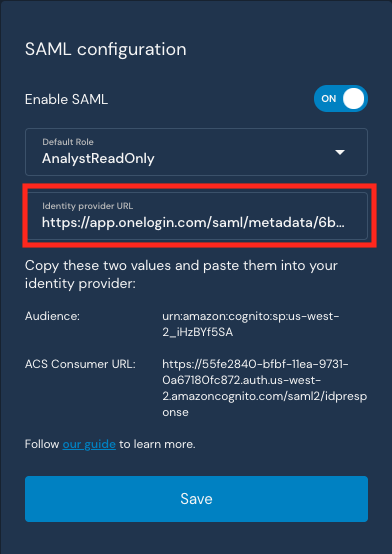 SAML configuration
Enable SAML
ON
Default Role
AnalystReadOnly
Identity provider URL
https://app.onelogin.com/saml/metadata/6b...
Copy these two values and paste them into your
identity provider:
Audience:
urn:amazon:cognito:sp:us-west-
2_iHzBYf5SA
ACS Consumer URL:
https://55fe2840-bfbf-11ea-9731-
0a67180fc872.auth.us-west-
2.amazoncognito.com/saml2/idpresp
onse
Follow our guide to learn more.
Save